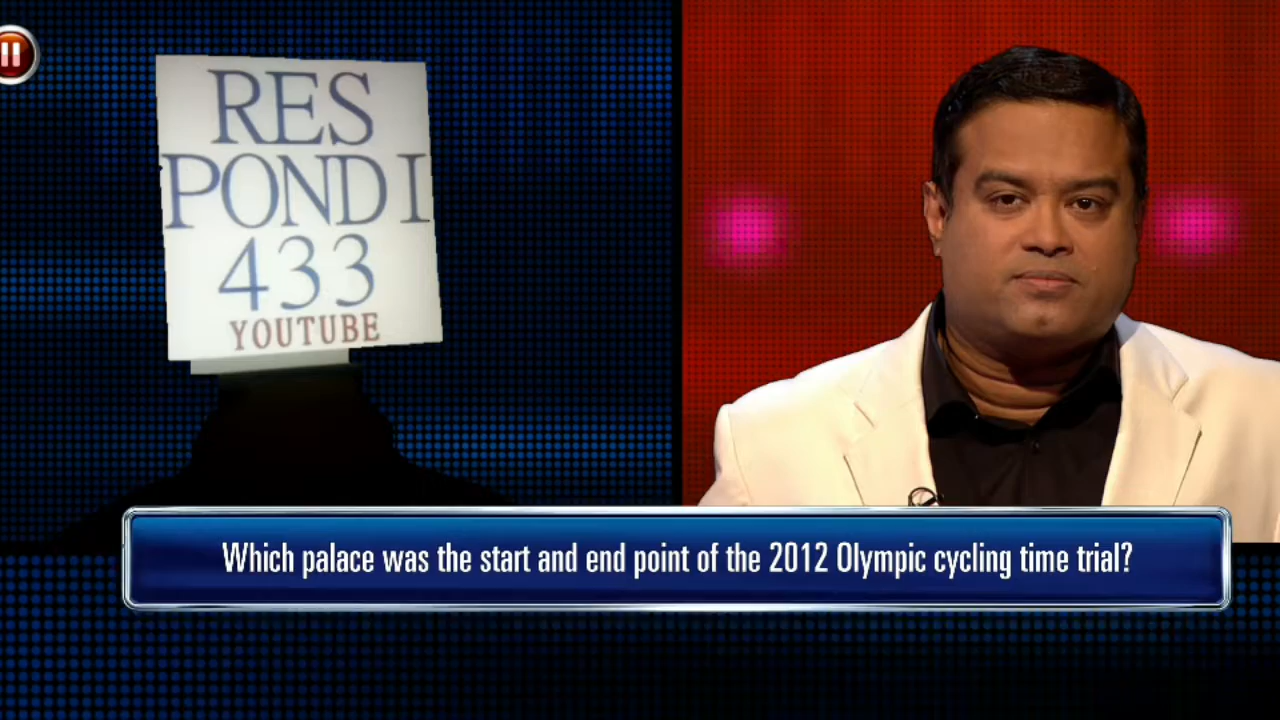 RES
POND I
433
YOUTUBE
Which palace was the start and end point of the 2012 Olympic cycling time trial?